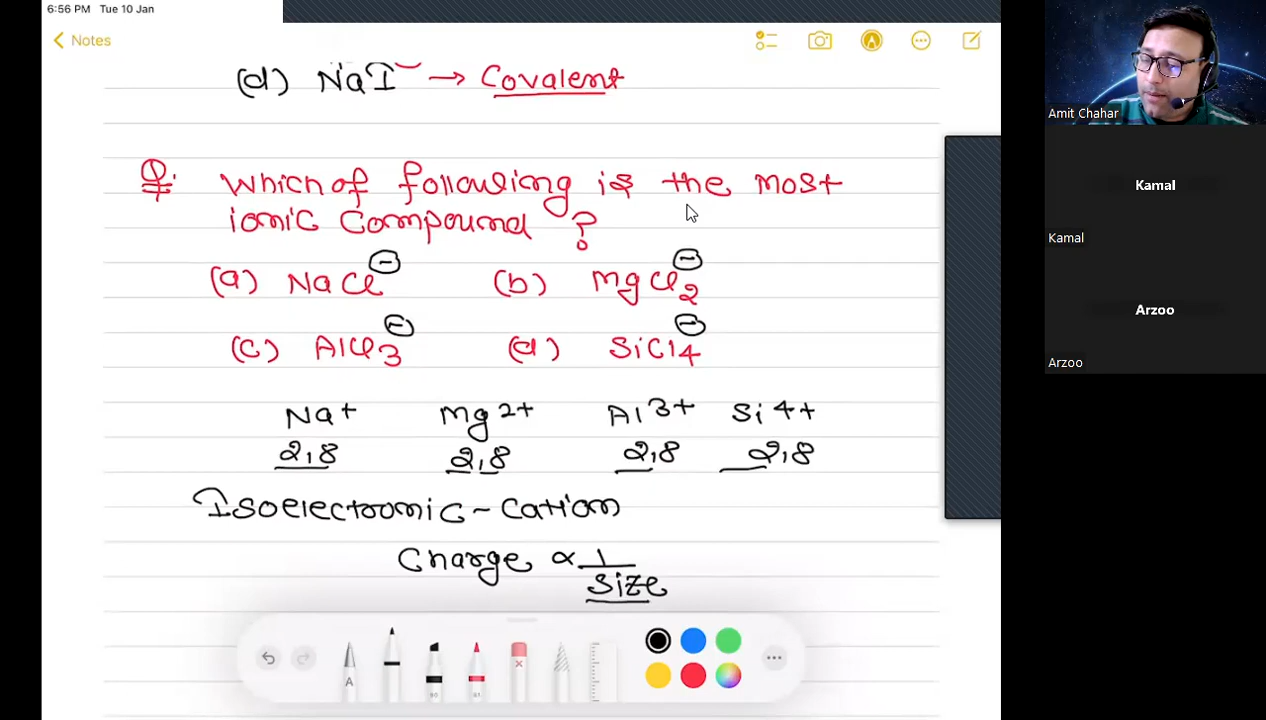 6:56 PM Tue 10 Jan
Notes
(d) NaI → Covalent
Q. Which of following is the most
ionic compound ?
(a) NaCl⊖ (b) MgCl2⊖
(c) AlCl3⊖ (d) SiCl4⊖
Na+ Mg2+ Al3+ Si4+
2,8 2,8 2,8 2,8
Isoelectronic - cation
Charge ∝ 1
Size
Amit Chahar
Kamal
Kamal
Arzoo
Arzoo